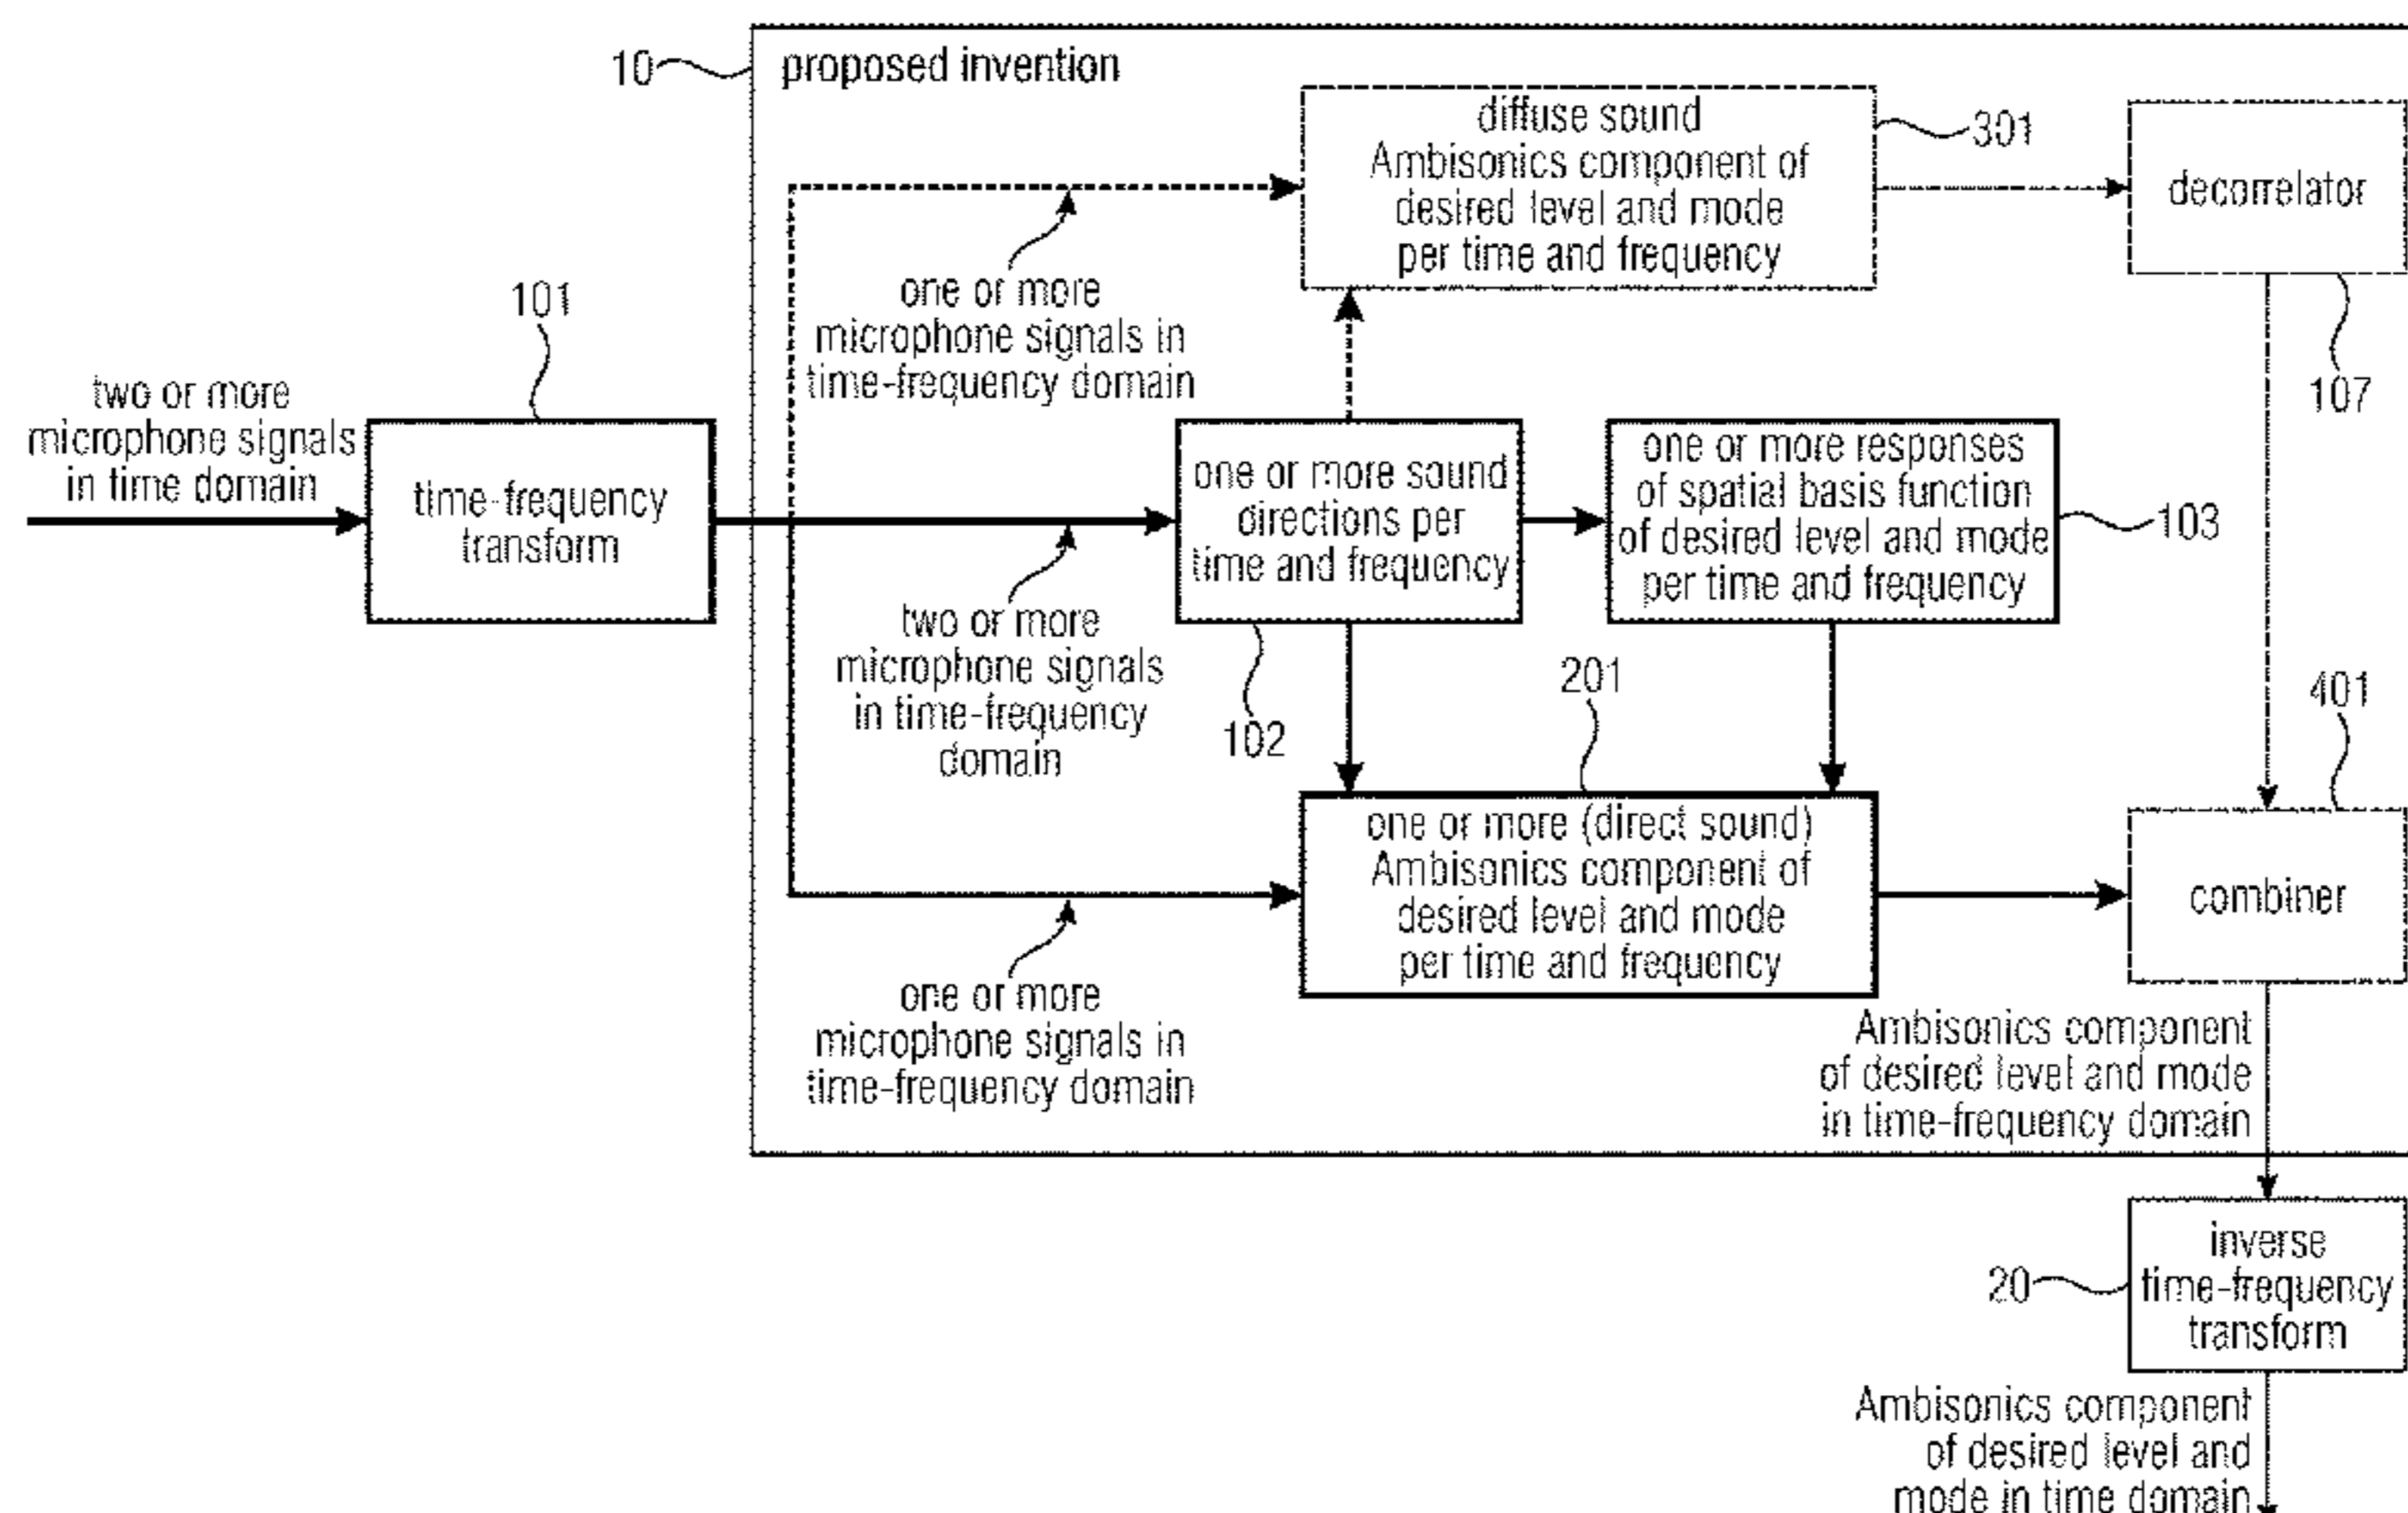 10
proposed invention
diffuse sound
Ambisonics component of
desired level and mode
per time and frequency
301
decorrelator
107
one or more
microphone signals in
time-frequency domain
101
two or more
microphone signals
in time domain
time-frequency
transform
one or more sound
directions per
time and frequency
102
one or more responses
of spatial basis function
of desired level and mode
per time and frequency
103
two or more
microphone signals
in time-frequency
domain
201
one or more (direct sound)
Ambisonics component of
desired level and mode
per time and frequency
401
combiner
one or more
microphone signals in
time-frequency domain
Ambisonics component
of desired level and mode
in time-frequency domain
20
inverse
time-frequency
transform
Ambisonics component
of desired level and
mode in time domain